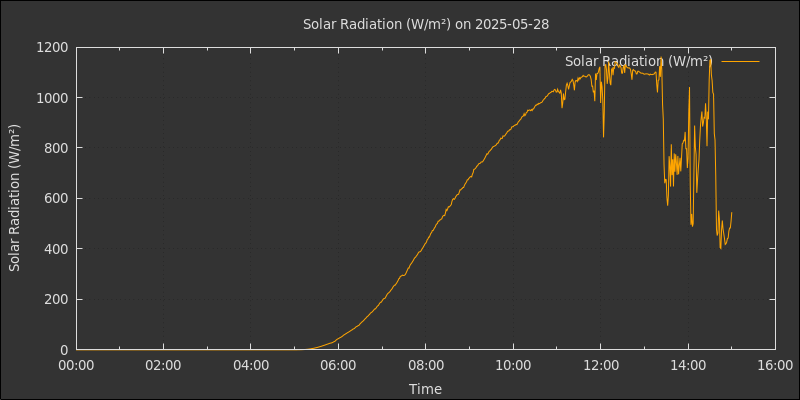 Solar Radiation (W/m²) on 2025-05-28
Solar Radiation (W/m²)
Solar Radiation (W/m²)
1200
1000
800
600
400
200
0
00:00 02:00 04:00 06:00 08:00 10:00 12:00 14:00 16:00
Time